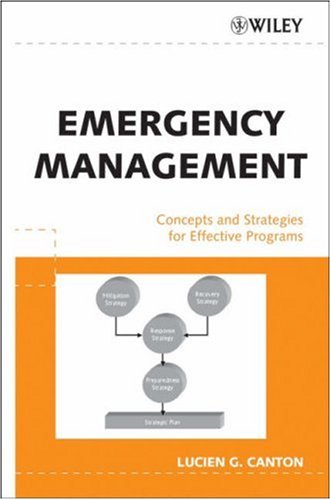 WILEY
EMERGENCY
MANAGEMENT
Concepts and Strategies
for Effective Programs
Mitigation
Strategy
Recovery
Strategy
Response
Strategy
Preparedness
Strategy
Strategic Plan
LUCIEN G. CANTON